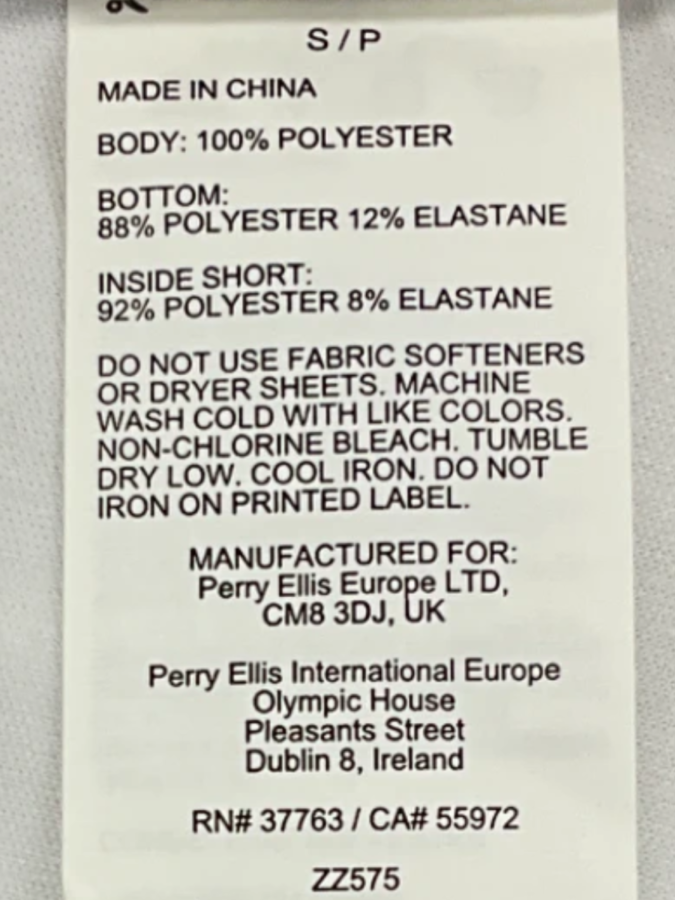 S / P
MADE IN CHINA
BODY: 100% POLYESTER
BOTTOM:
88% POLYESTER 12% ELASTANE
INSIDE SHORT:
92% POLYESTER 8% ELASTANE
DO NOT USE FABRIC SOFTENERS
OR DRYER SHEETS. MACHINE
WASH COLD WITH LIKE COLORS.
NON-CHLORINE BLEACH. TUMBLE
DRY LOW. COOL IRON. DO NOT
IRON ON PRINTED LABEL.
MANUFACTURED FOR:
Perry Ellis Europe LTD,
CM8 3DJ, UK
Perry Ellis International Europe
Olympic House
Pleasants Street
Dublin 8, Ireland
RN# 37763 / CA# 55972
ZZ575